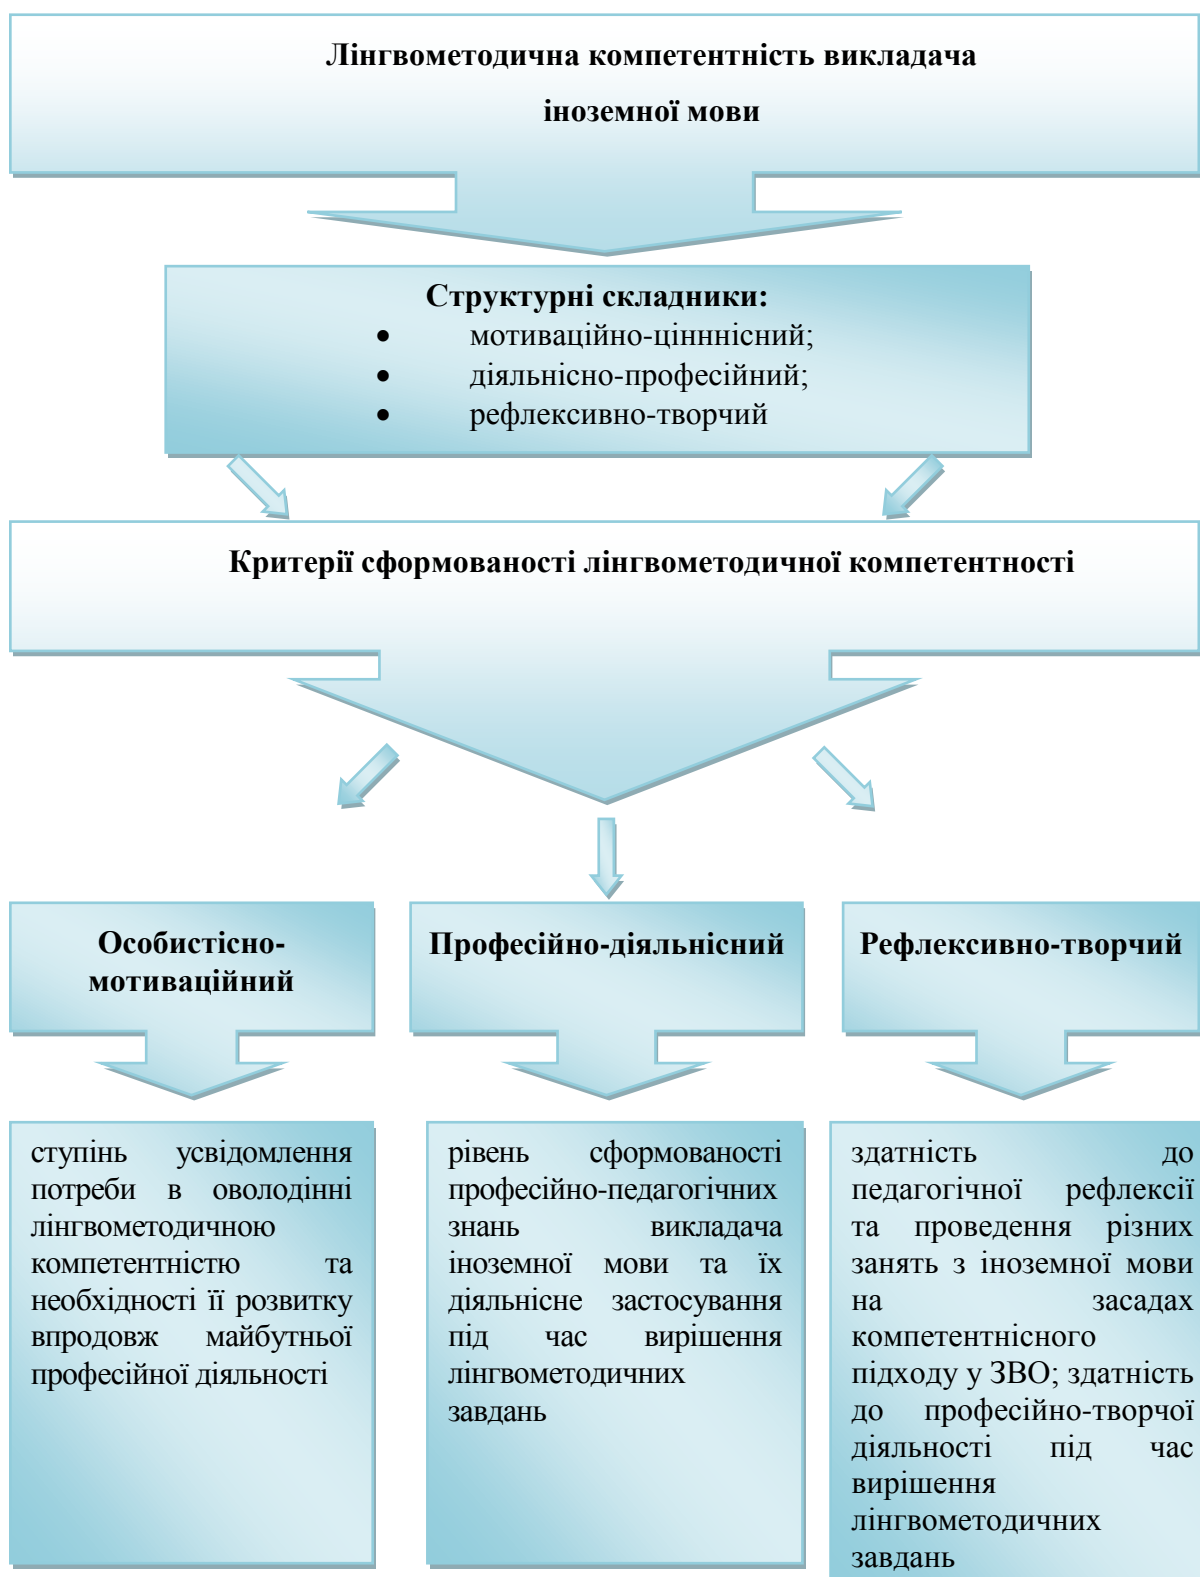 Лінгвометодична компетентність викладача
іноземної мови
Структурні складники:
• мотиваційно-цінннісний;
• діяльнісно-професійний;
• рефлексивно-творчий
Критерії сформованості лінгвометодичної компетентності
Особистісно-
мотиваційний
Професійно-діяльнісний
Рефлексивно-творчий
ступінь усвідомлення
потреби в оволодінні
лінгвометодичною
компетентністю та
необхідності її розвитку
впродовж майбутньої
професійної діяльності
рівень сформованості
професійно-педагогічних
знань викладача
іноземної мови та їх
діяльнісне застосування
під час вирішення
лінгвометодичних
завдань
здатність до
педагогічної рефлексії
та проведення різних
занять з іноземної мови
на засадах
компетентнісного
підходу у ЗВО; здатність
до професійно-творчої
діяльності під час
вирішення
лінгвометодичних
завдань